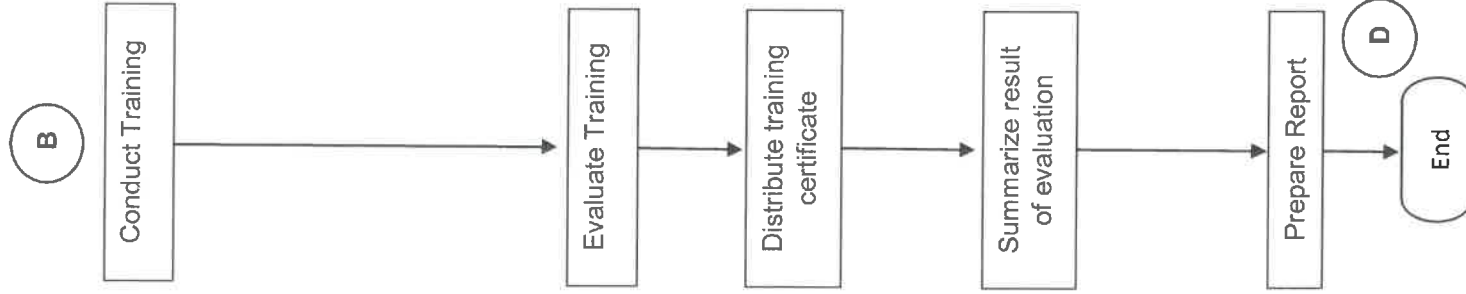 B
Conduct Training
Evaluate Training
Distribute training
certificate
Summarize result
of evaluation
Prepare Report
D
End